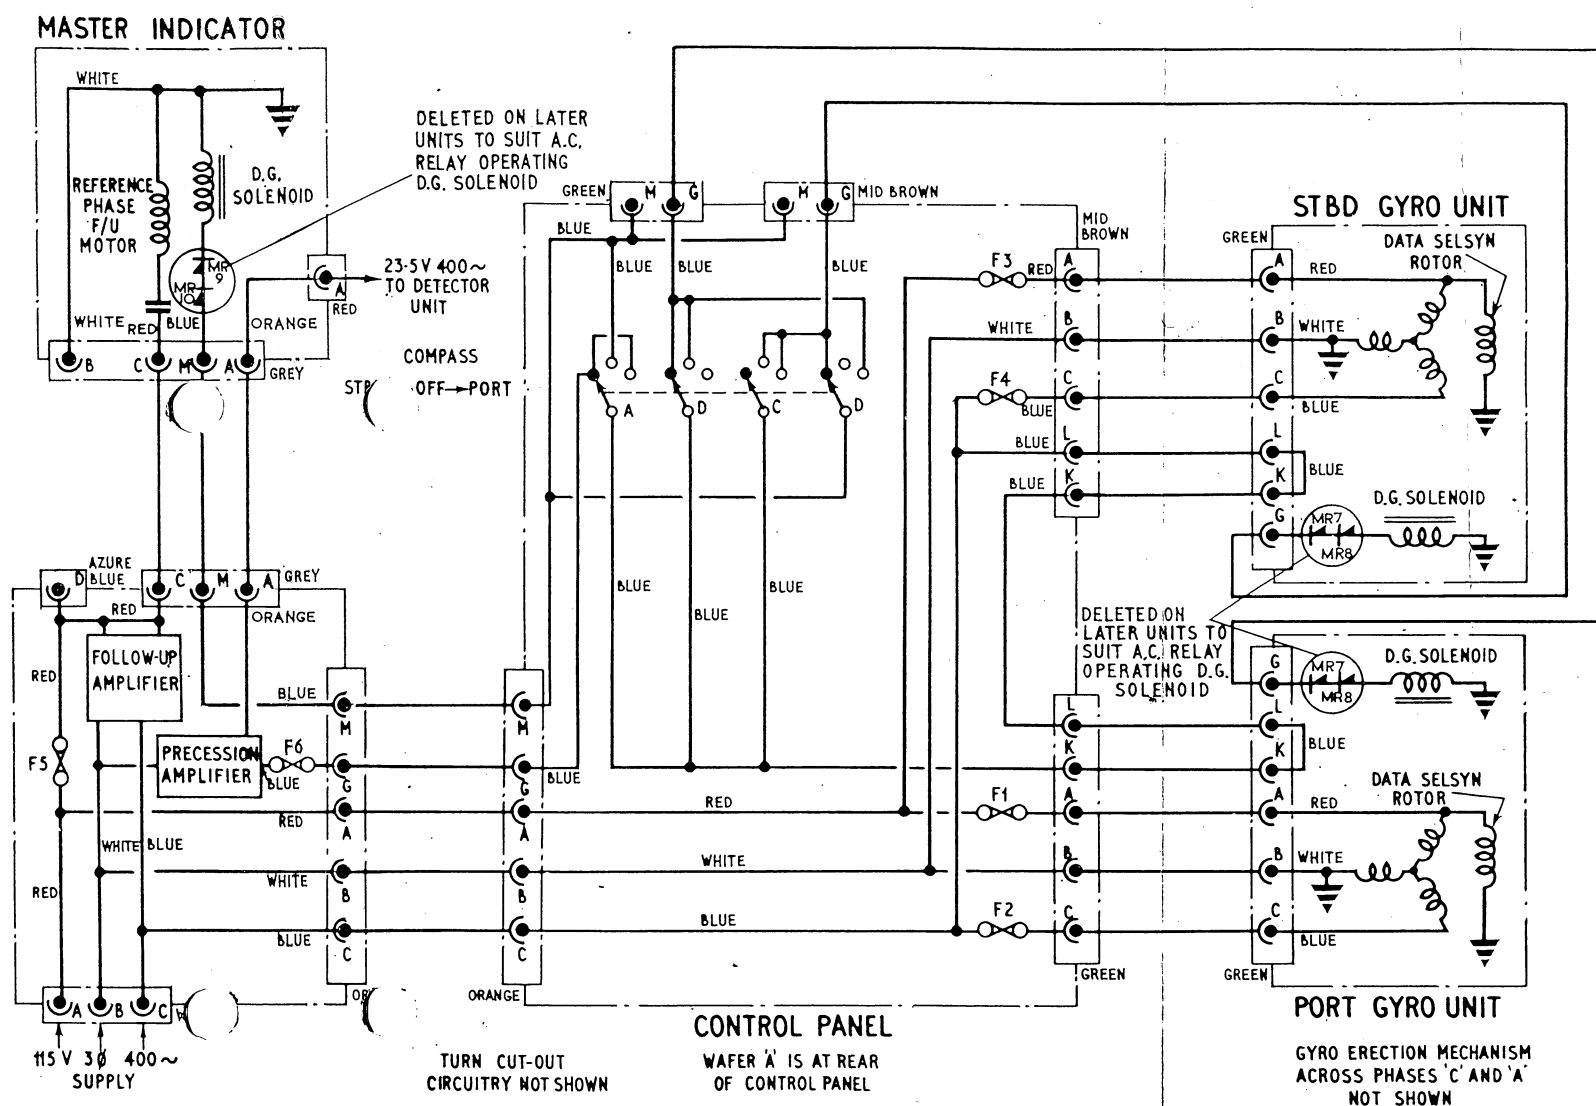 MASTER INDICATOR
WHITE
DELETED ON LATER
UNITS TO SUIT A.C.
RELAY OPERATING
D.G. SOLENOID
D.G.
SOLENOID
REFERENCE
PHASE
F/U
MOTOR
MR
9
MR
10
A
RED
23·5 V 400~
TO DETECTOR
UNIT
WHITE
RED
BLUE
ORANGE
B
C
M
A
GREY
COMPASS
OFF→PORT
GREEN
M
G
M
G
MID BROWN
BLUE
BLUE
BLUE
BLUE
A
D
C
D
BLUE
BLUE
BLUE
MID
BROWN
F3
RED
A
WHITE
B
F4
BLUE
C
BLUE
L
BLUE
K
STBD GYRO UNIT
GREEN
DATA SELSYN
ROTOR
A
RED
B
WHITE
C
BLUE
L
K
BLUE
G
D.G. SOLENOID
MR7
MR8
DELETED ON
LATER UNITS TO
SUIT A.C. RELAY
OPERATING D.G.
SOLENOID
G
MR7
MR8
D.G. SOLENOID
L
K
BLUE
DATA SELSYN
ROTOR
A
RED
B
WHITE
C
BLUE
GREEN
PORT GYRO UNIT
GYRO ERECTION MECHANISM
ACROSS PHASES 'C' AND 'A'
NOT SHOWN
D
AZURE
BLUE
C
M
A
GREY
RED
ORANGE
FOLLOW-UP
AMPLIFIER
RED
F5
PRECESSION
AMPLIFIER
F6
BLUE
BLUE
M
G
RED
A
WHITE
BLUE
WHITE
B
RED
BLUE
C
A
B
C
115 V 3Ø 400~
SUPPLY
M
BLUE
G
A
B
C
ORANGE
RED
WHITE
BLUE
F1
F2
L
K
A
B
C
GREEN
CONTROL PANEL
WAFER 'A' IS AT REAR
OF CONTROL PANEL
TURN CUT-OUT
CIRCUITRY NOT SHOWN